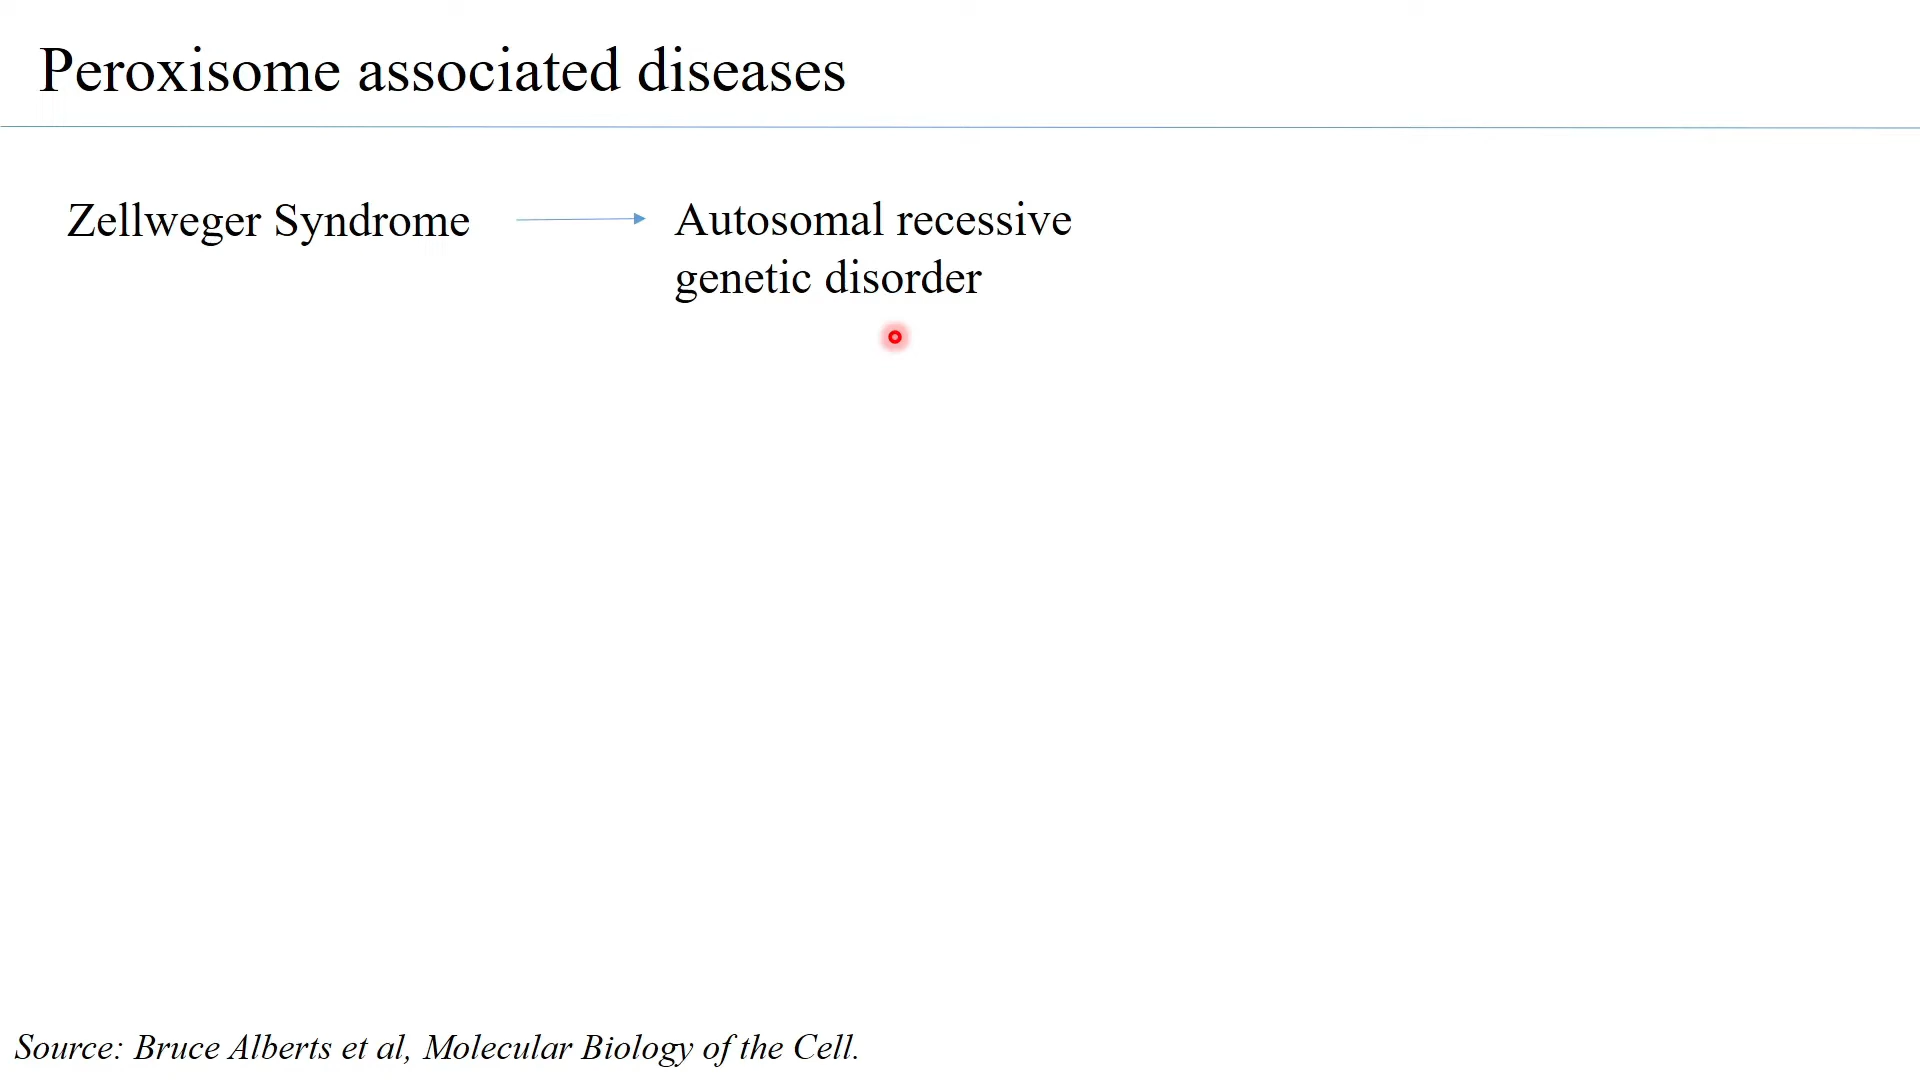 Peroxisome associated diseases
Zellweger Syndrome
Autosomal recessive
genetic disorder
Source: Bruce Alberts et al, Molecular Biology of the Cell.